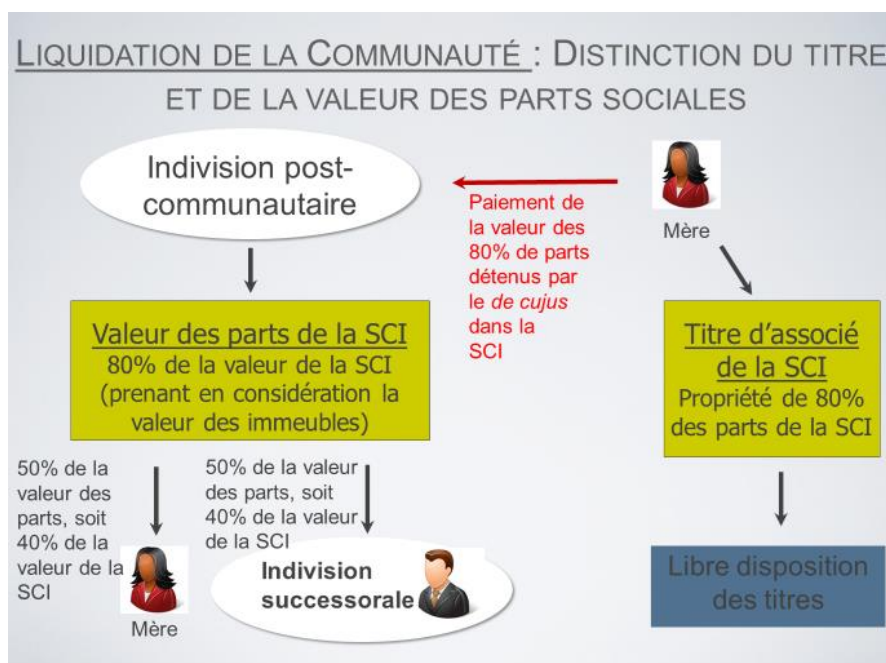 LIQUIDATION DE LA COMMUNAUTÉ : DISTINCTION DU TITRE
ET DE LA VALEUR DES PARTS SOCIALES
Indivision post-
communautaire
Paiement de
la valeur des
80% de parts
détenus par
le de cujus
dans la
SCI
Mère
Valeur des parts de la SCI
80% de la valeur de la SCI
(prenant en considération la
valeur des immeubles)
Titre d'associé
de la SCI
Propriété de 80%
des parts de la SCI
50% de la
valeur des
parts, soit
40% de la
valeur de la
SCI
Mère
50% de la valeur
des parts, soit
40% de la valeur
de la SCI
Indivision
successorale
Libre disposition
des titres